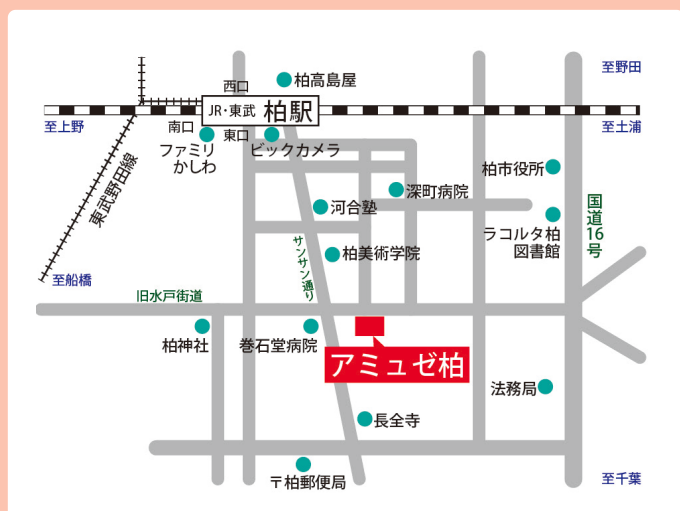 至野田
柏高島屋
西口
JR・東武 柏駅
至上野
南口
東口
至土浦
ファミリ
かしわ
ビックカメラ
東武野田線
柏市役所
深町病院
河合塾
国道16号
ラコルタ柏
図書館
サンサン通り
柏美術学院
至船橋
旧水戸街道
柏神社
巻石堂病院
アミュゼ柏
法務局
長全寺
〒柏郵便局
至千葉